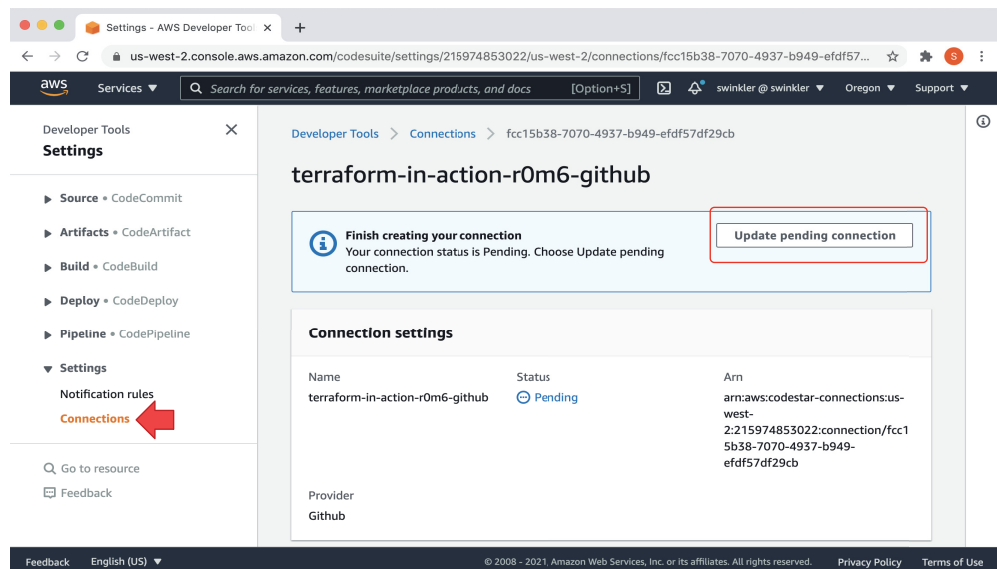 Settings - AWS Developer Tool
us-west-2.console.aws.amazon.com/codesuite/settings/215974853022/us-west-2/connections/fcc15b38-7070-4937-b949-efdf57...
S
aws
Services ▼
Search for services, features, marketplace products, and docs [Option+S]
swinkler @ swinkler ▼
Oregon ▼
Support ▼
Developer Tools
Settings
Source • CodeCommit
Artifacts • CodeArtifact
Build • CodeBuild
Deploy • CodeDeploy
Pipeline • CodePipeline
Settings
Notification rules
Connections
Go to resource
Feedback
Developer Tools > Connections > fcc15b38-7070-4937-b949-efdf57df29cb
terraform-in-action-r0m6-github
Finish creating your connection
Your connection status is Pending. Choose Update pending
connection.
Update pending connection
Connection settings
Name
terraform-in-action-r0m6-github
Status
Pending
Arn
arn:aws:codestar-connections:us-
west-
2:215974853022:connection/fcc1
5b38-7070-4937-b949-
efdf57df29cb
Provider
Github
Feedback English (US) ▼ © 2008 - 2021, Amazon Web Services, Inc. or its affiliates. All rights reserved. Privacy Policy Terms of Use